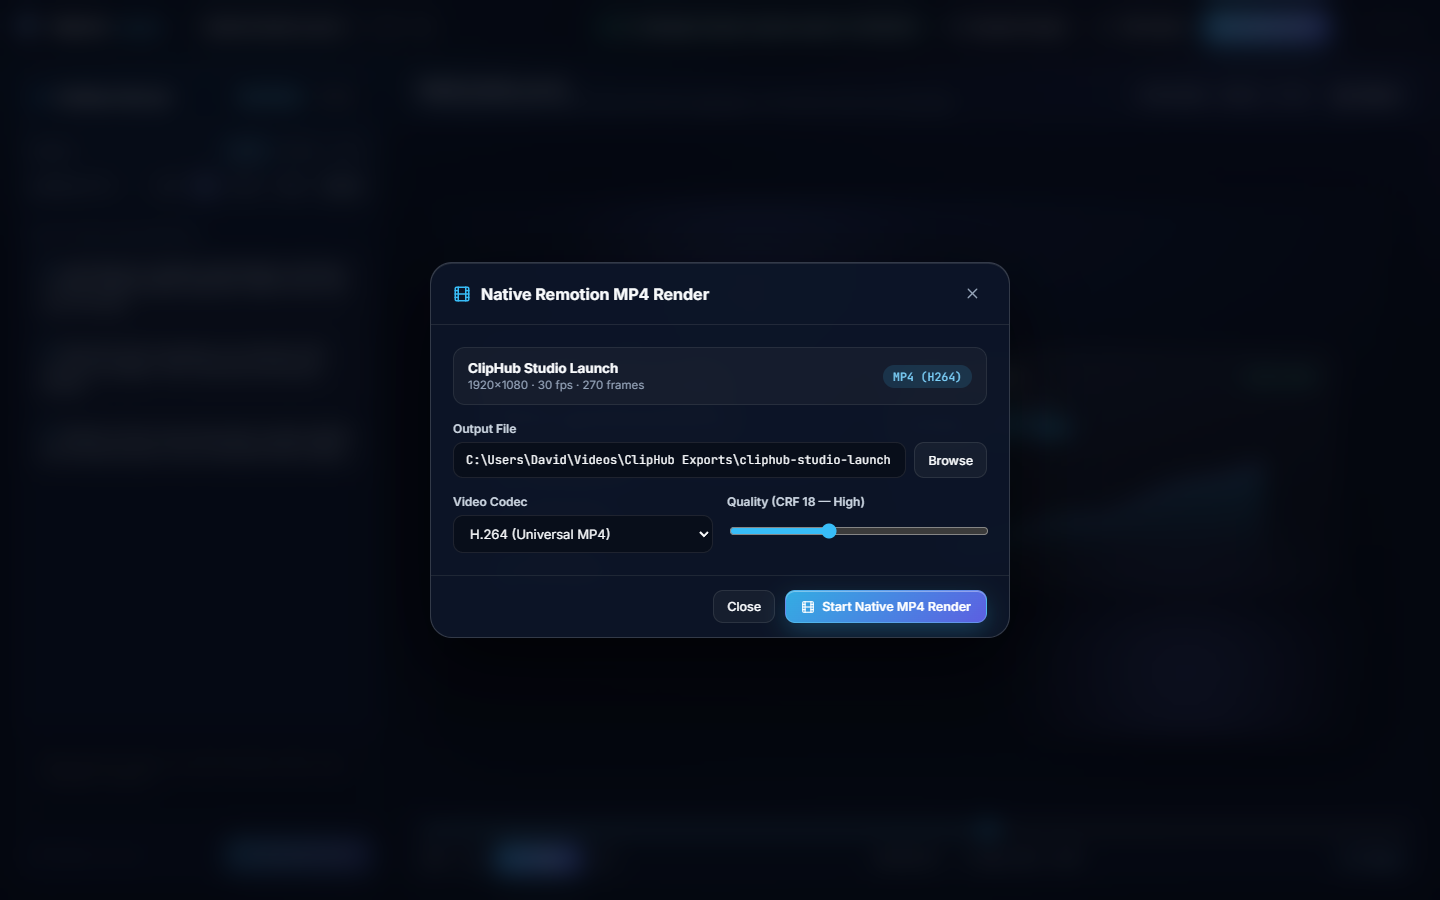 Native Remotion MP4 Render
ClipHub Studio Launch
1920×1080 · 30 fps · 270 frames
MP4 (H264)
Output File
C:\Users\David\Videos\ClipHub Exports\cliphub-studio-launch
Browse
Video Codec
Quality (CRF 18 — High)
H.264 (Universal MP4)
Close
Start Native MP4 Render